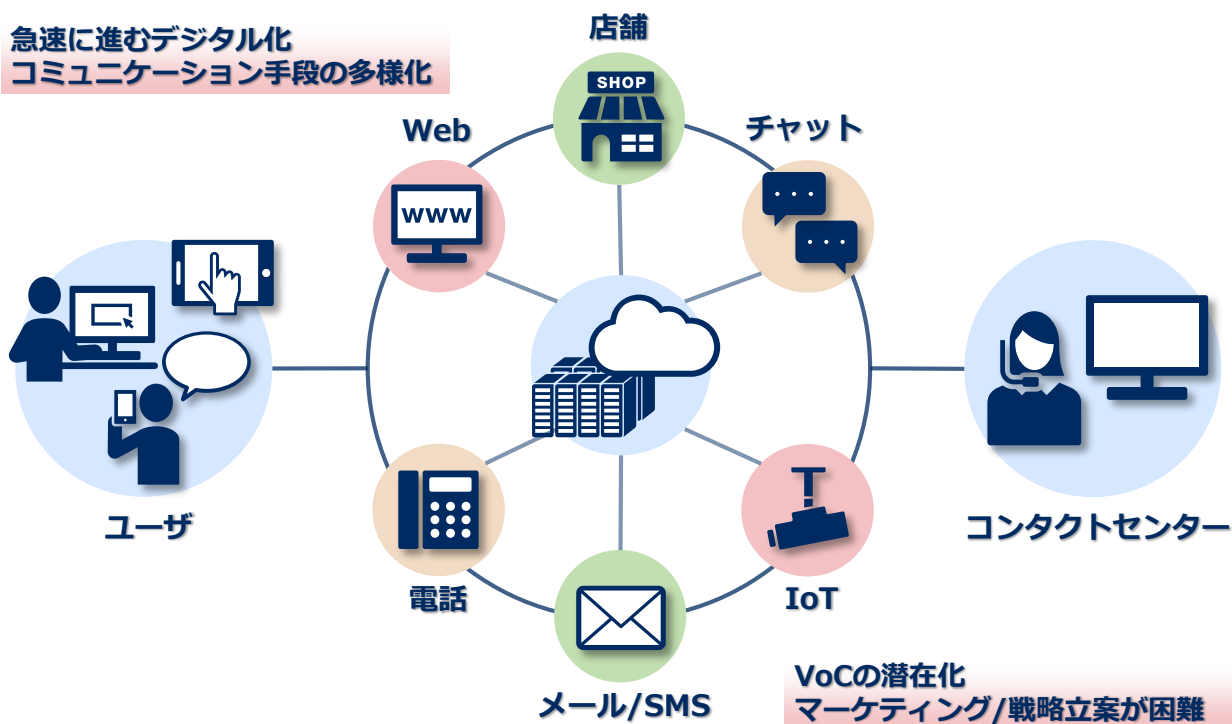 急速に進むデジタル化
コミュニケーション手段の多様化
店舗
SHOP
Web
www
チャット
ユーザ
コンタクトセンター
電話
IoT
メール/SMS
VoCの潜在化
マーケティング/戦略立案が困難